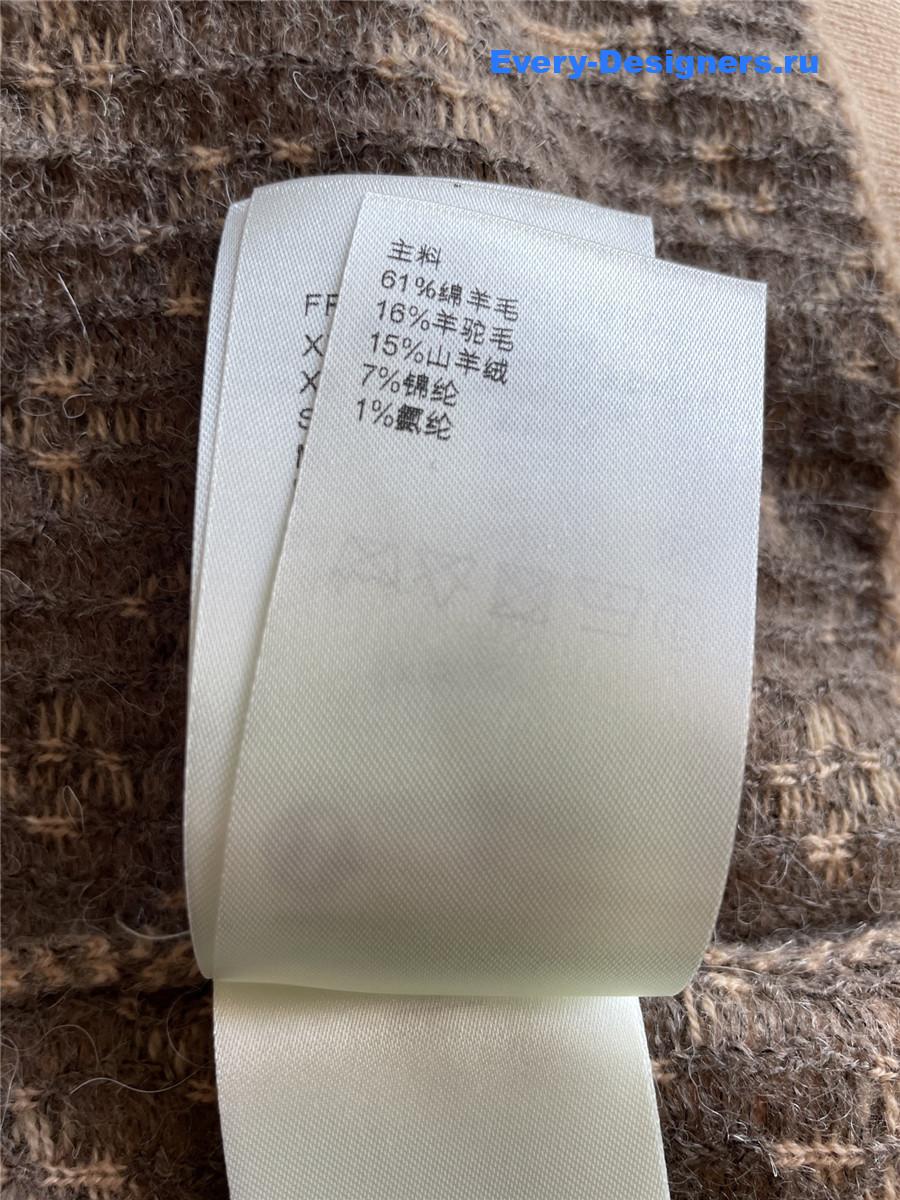 Every-Designers.ru
主料
61%绵羊毛
16%羊驼毛
15%山羊绒
7%锦纶
1%氨纶
FF
X
X
S